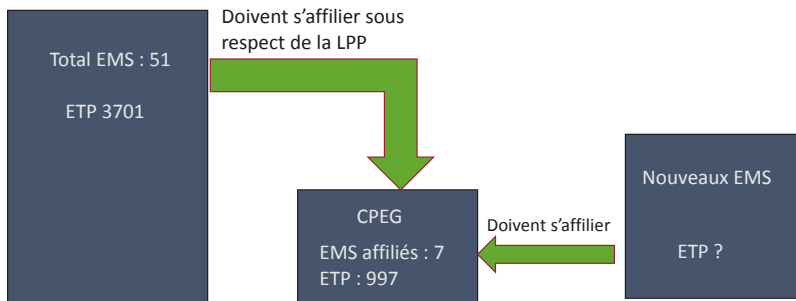 Doivent s'affilier sous
respect de la LPP
Total EMS : 51
ETP 3701
Nouveaux EMS
ETP ?
CPEG
EMS affiliés : 7
ETP : 997
Doivent s'affilier